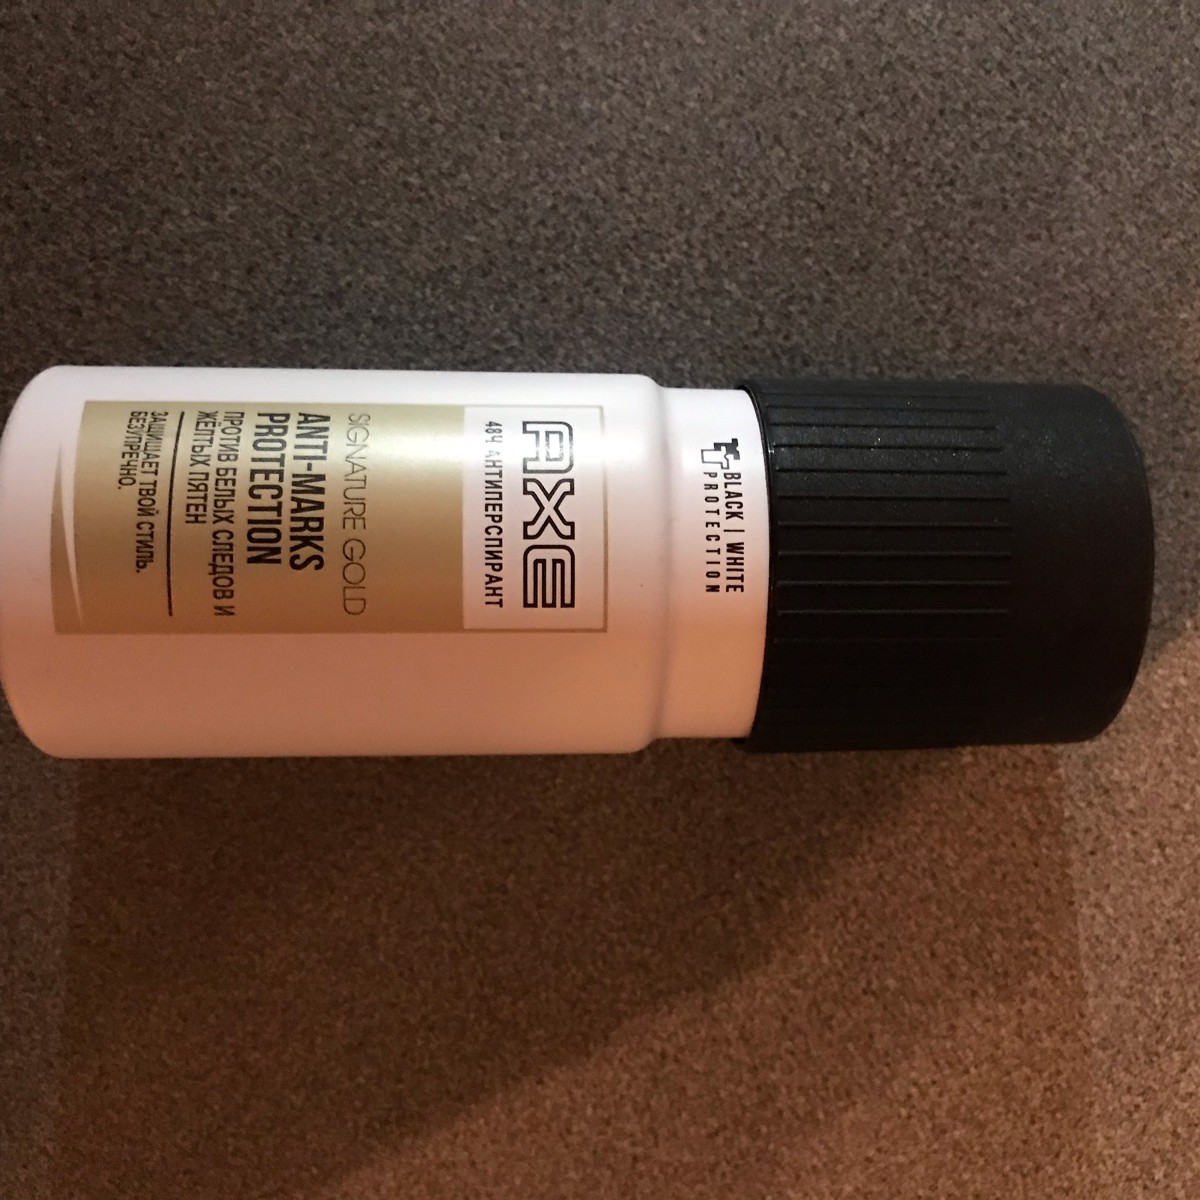 BLACK | WHITE
PROTECTION
AXE
48Ч АНТИПЕРСПИРАНТ
SIGNATURE GOLD
ANTI-MARKS
PROTECTION
ПРОТИВ БЕЛЫХ СЛЕДОВ И
ЖЁЛТЫХ ПЯТЕН
ЗАЩИЩАЕТ ТВОЙ СТИЛЬ.
БЕЗУПРЕЧНО.